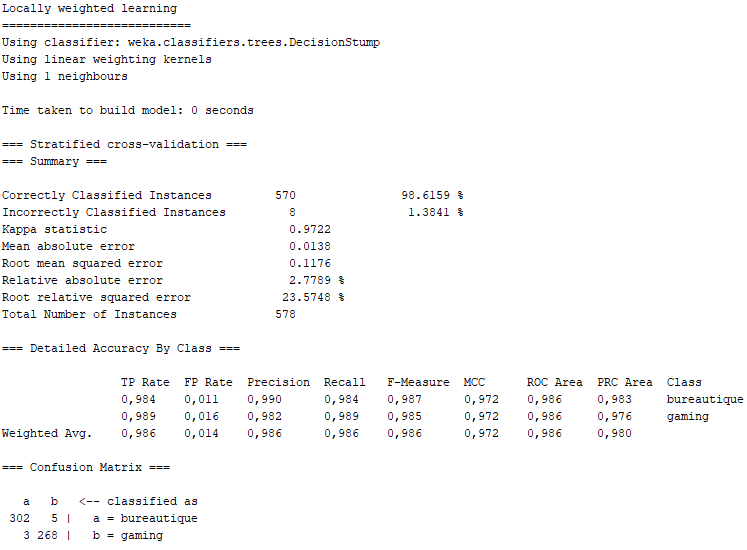 Locally weighted learning
===========================
Using classifier: weka.classifiers.trees.DecisionStump
Using linear weighting kernels
Using 1 neighbours
Time taken to build model: 0 seconds
=== Stratified cross-validation ===
=== Summary ===
Correctly Classified Instances         570               98.6159 %
Incorrectly Classified Instances         8                1.3841 %
Kappa statistic                          0.9722
Mean absolute error                      0.0138
Root mean squared error                  0.1176
Relative absolute error                  2.7789 %
Root relative squared error             23.5748 %
Total Number of Instances              578
=== Detailed Accuracy By Class ===
                 TP Rate  FP Rate  Precision  Recall   F-Measure  MCC      ROC Area  PRC Area  Class
                 0,984    0,011    0,990      0,984    0,987      0,972    0,986     0,983     bureautique
                 0,989    0,016    0,982      0,989    0,985      0,972    0,986     0,976     gaming
Weighted Avg.    0,986    0,014    0,986      0,986    0,986      0,972    0,986     0,980
=== Confusion Matrix ===
   a   b   <-- classified as
 302   5 |   a = bureautique
   3 268 |   b = gaming